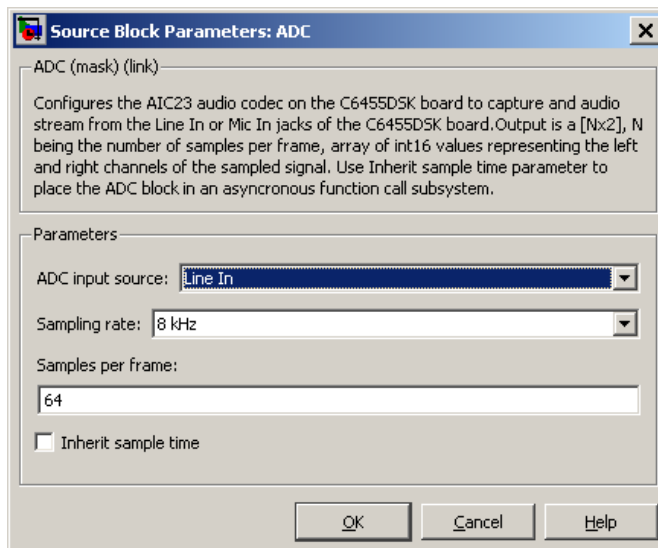 Source Block Parameters: ADC
ADC (mask) (link)
Configures the AIC23 audio codec on the C6455DSK board to capture and audio
stream from the Line In or Mic In jacks of the C6455DSK board.Output is a [Nx2], N
being the number of samples per frame, array of int16 values representing the left
and right channels of the sampled signal. Use Inherit sample time parameter to
place the ADC block in an asyncronous function call subsystem.
Parameters
ADC input source: Line In
Sampling rate: 8 kHz
Samples per frame:
64
Inherit sample time
OK Cancel Help